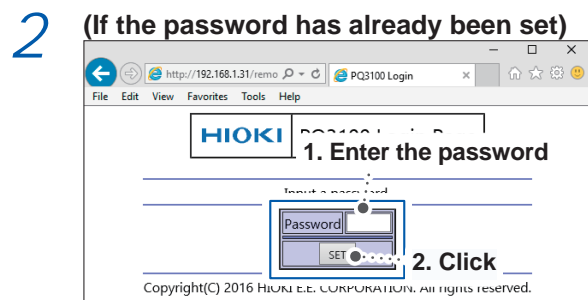 2 (If the password has already been set)
http://192.168.1.31/remo
PQ3100 Login
File Edit View Favorites Tools Help
HIOKI
1. Enter the password
Input a password
Password
SET
2. Click
Copyright(C) 2016 HIOKI E.E. CORPORATION. All rights reserved.